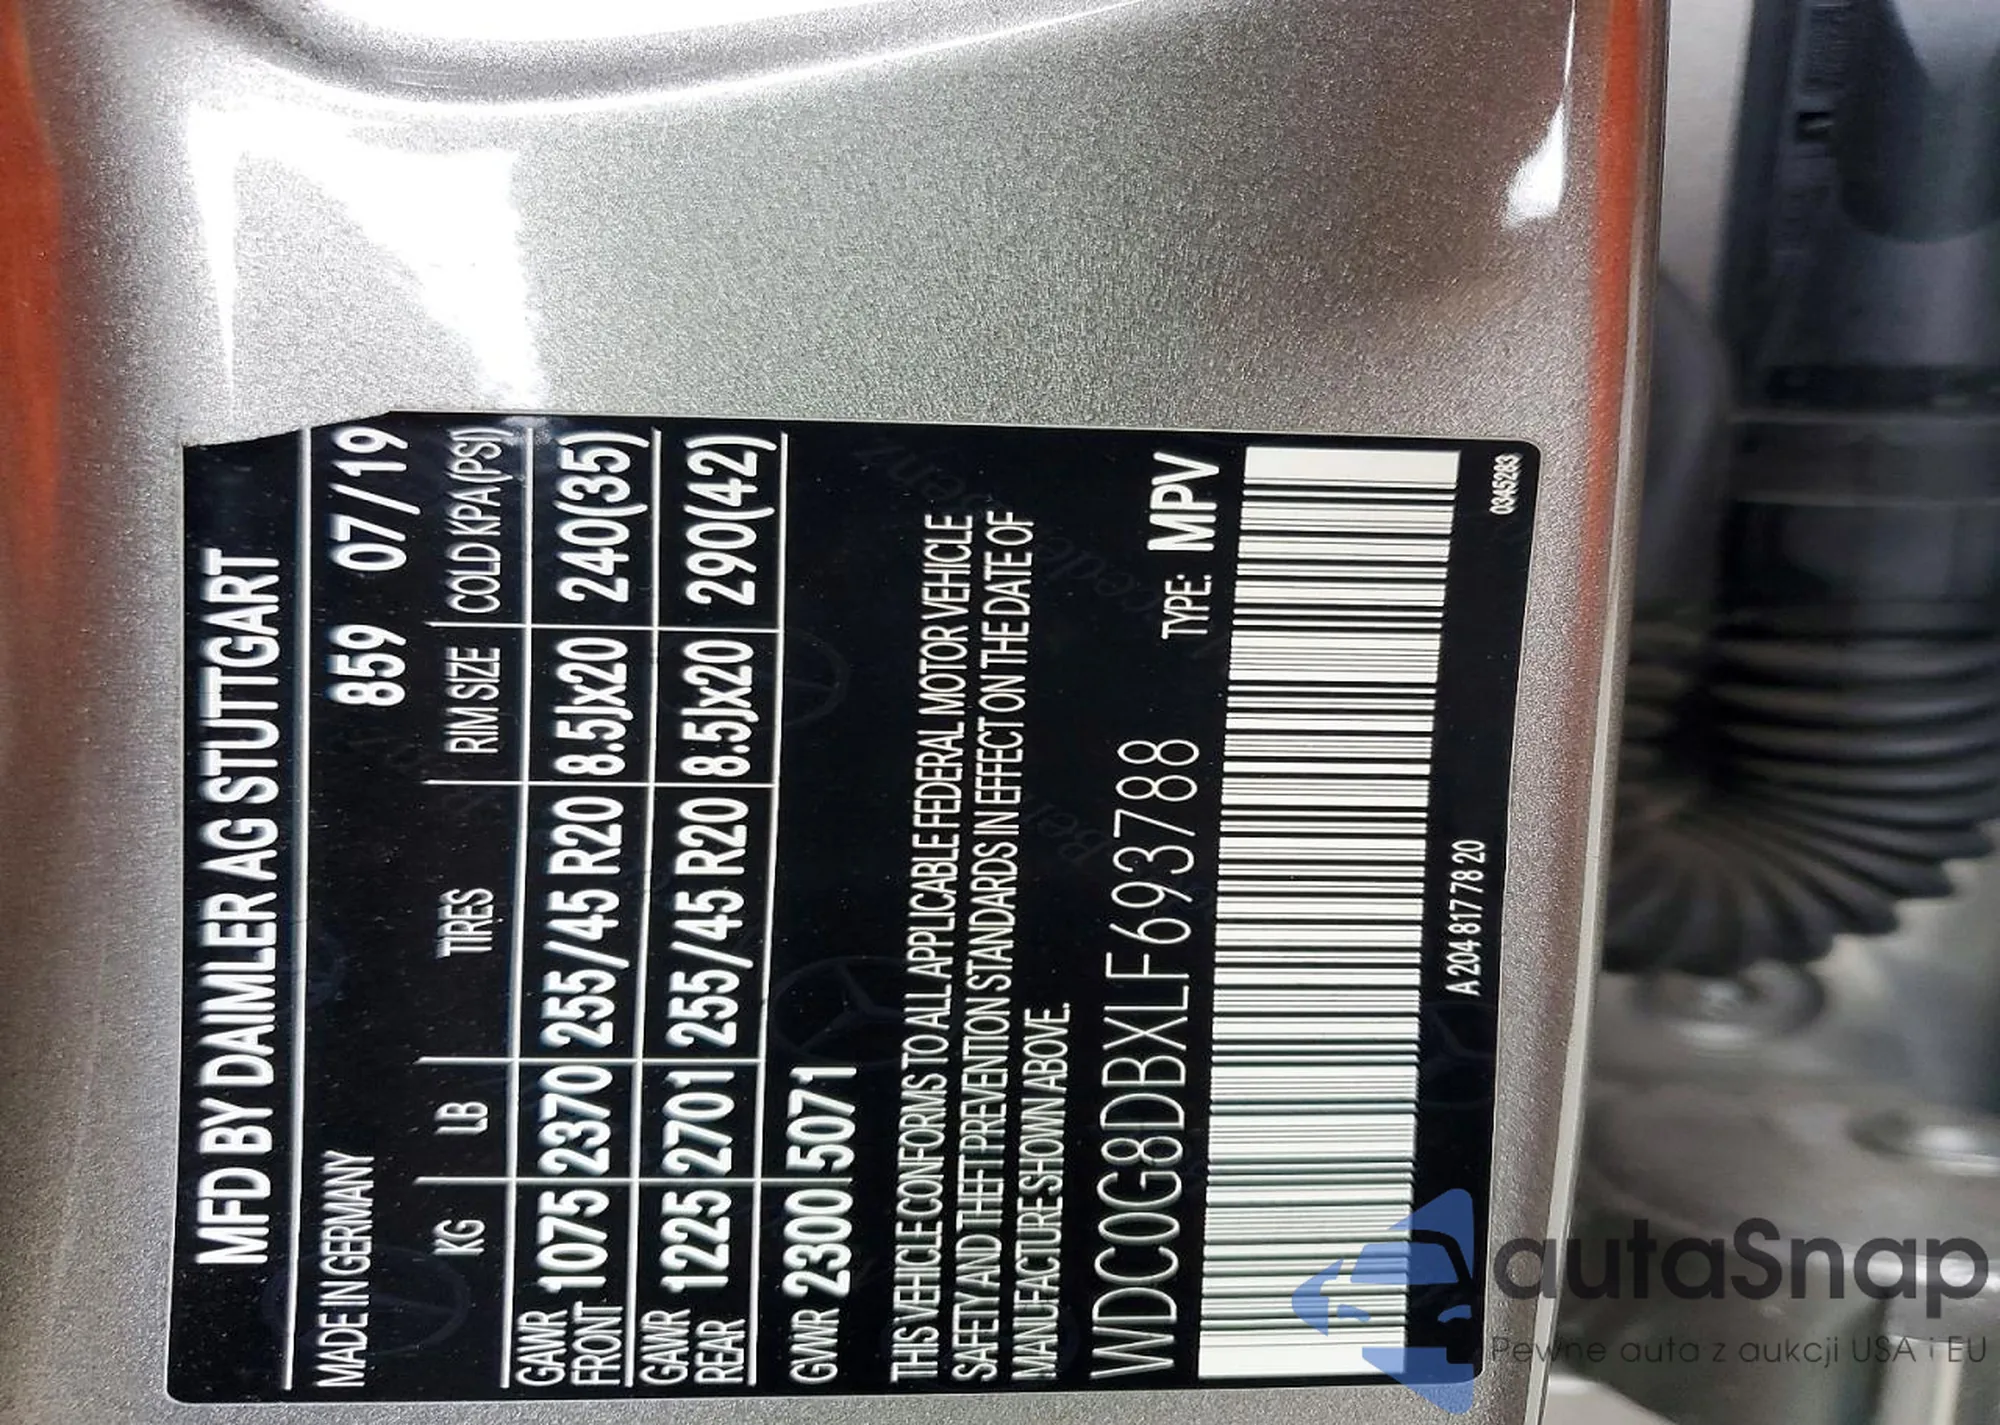 MFD BY DAIMLER AG STUTTGART
MADE IN GERMANY 859 07/19
KG LB TIRES RIM SIZE COLD KPA(PSI)
GAWR FRONT 1075 2370 255/45 R20 8.5Jx20 240(35)
GAWR REAR 1225 2701 255/45 R20 8.5Jx20 290(42)
GVWR 2300 5071
THIS VEHICLE CONFORMS TO ALL APPLICABLE FEDERAL MOTOR VEHICLE
SAFETY AND THEFT PREVENTION STANDARDS IN EFFECT ON THE DATE OF
MANUFACTURE SHOWN ABOVE.
WDC0G8DBXLF693788 TYPE: MPV
A 204 817 78 20
0345283
autaSnap
Pewne auta z aukcji USA i EU